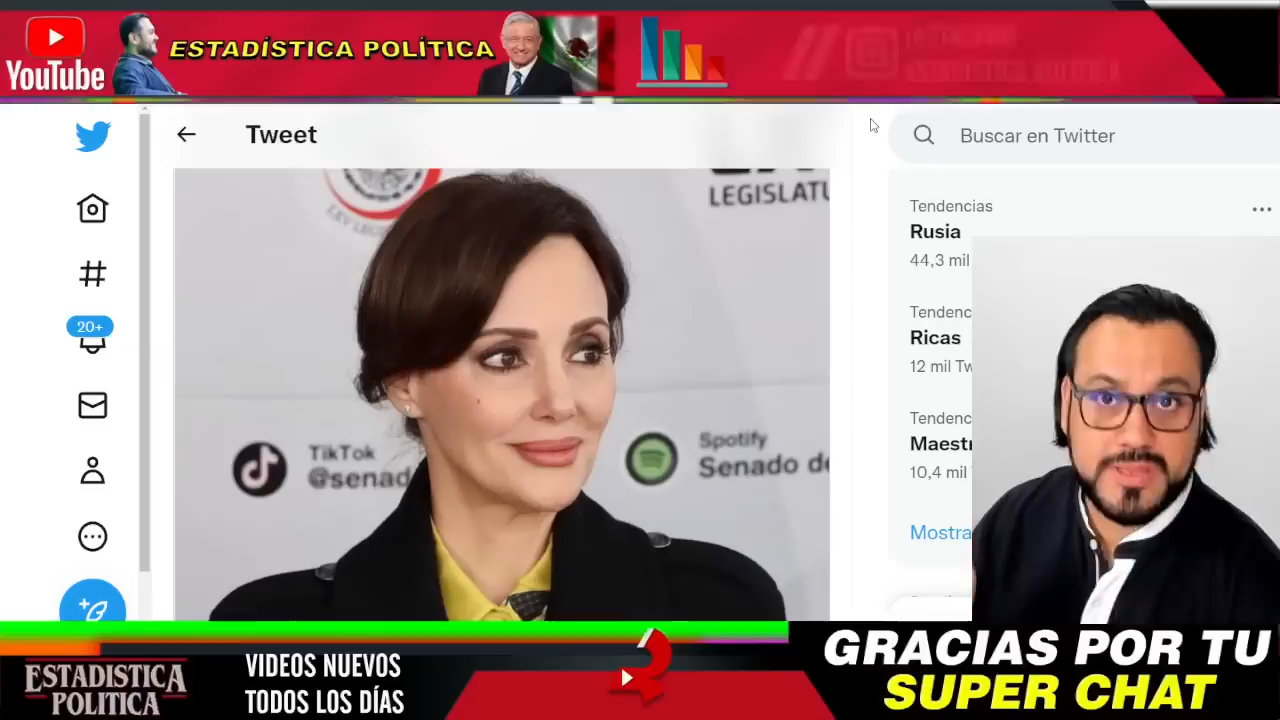 YouTube
ESTADÍSTICA POLÍTICA
Tweet
Buscar en Twitter
20+
LEGISLATU
TikTok
@senad
Spotify
Senado de
Tendencias
Rusia
44,3 mil
Tendenc
Ricas
12 mil Tw
Tendenc
Maestr
10,4 mil
Mostra
ESTADISTICA
POLITICA
VIDEOS NUEVOS
TODOS LOS DÍAS
GRACIAS POR TU
SUPER CHAT